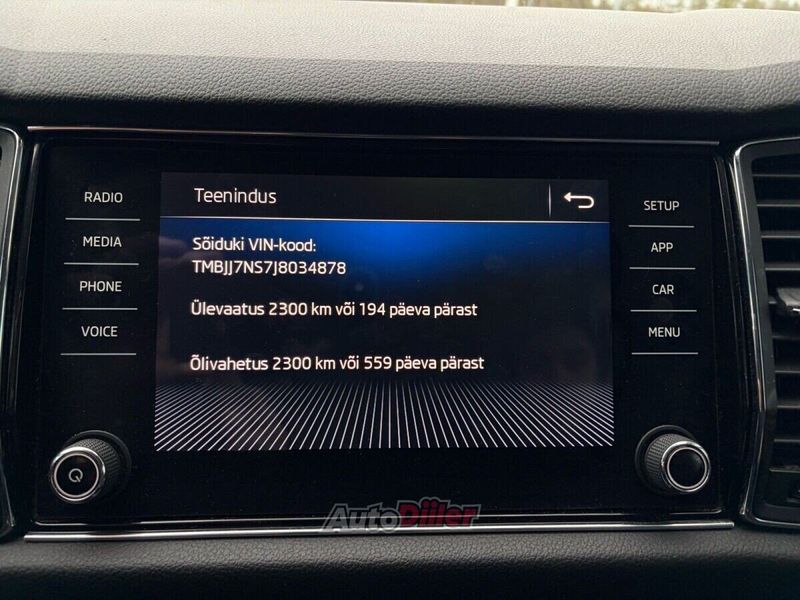 RADIO
MEDIA
PHONE
VOICE
Teenindus
Sõiduki VIN-kood:
TMBJJ7NS7J8034878
Ülevaatus 2300 km või 194 päeva pärast
Õlivahetus 2300 km või 559 päeva pärast
SETUP
APP
CAR
MENU
AutoDiiler